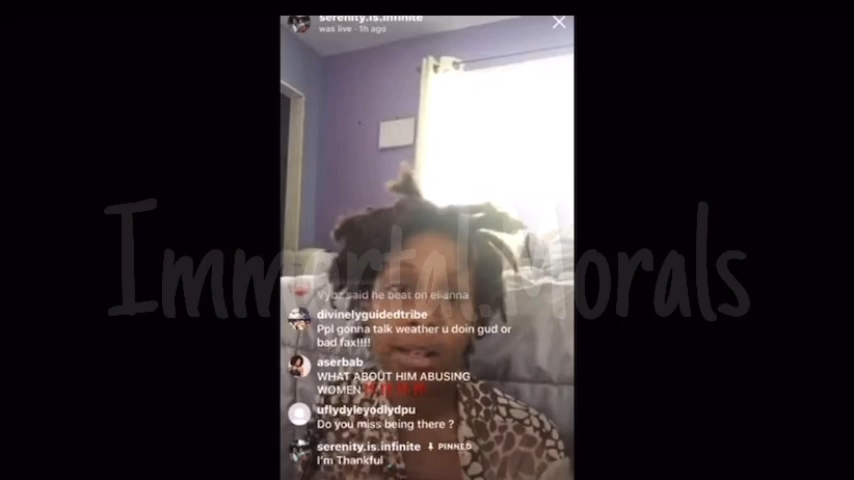 serenity.is.infinite
was live · 1h ago
Vybz said he beat on elianna
divinelyguidedtribe
Ppl gonna talk weather u doin gud or
bad fax!!!!
aserbab
WHAT ABOUT HIM ABUSING
WOMEN
uflydyleyodlydpu
Do you miss being there ?
serenity.is.infinite PINNED
I'm Thankful
Immortal.Morals